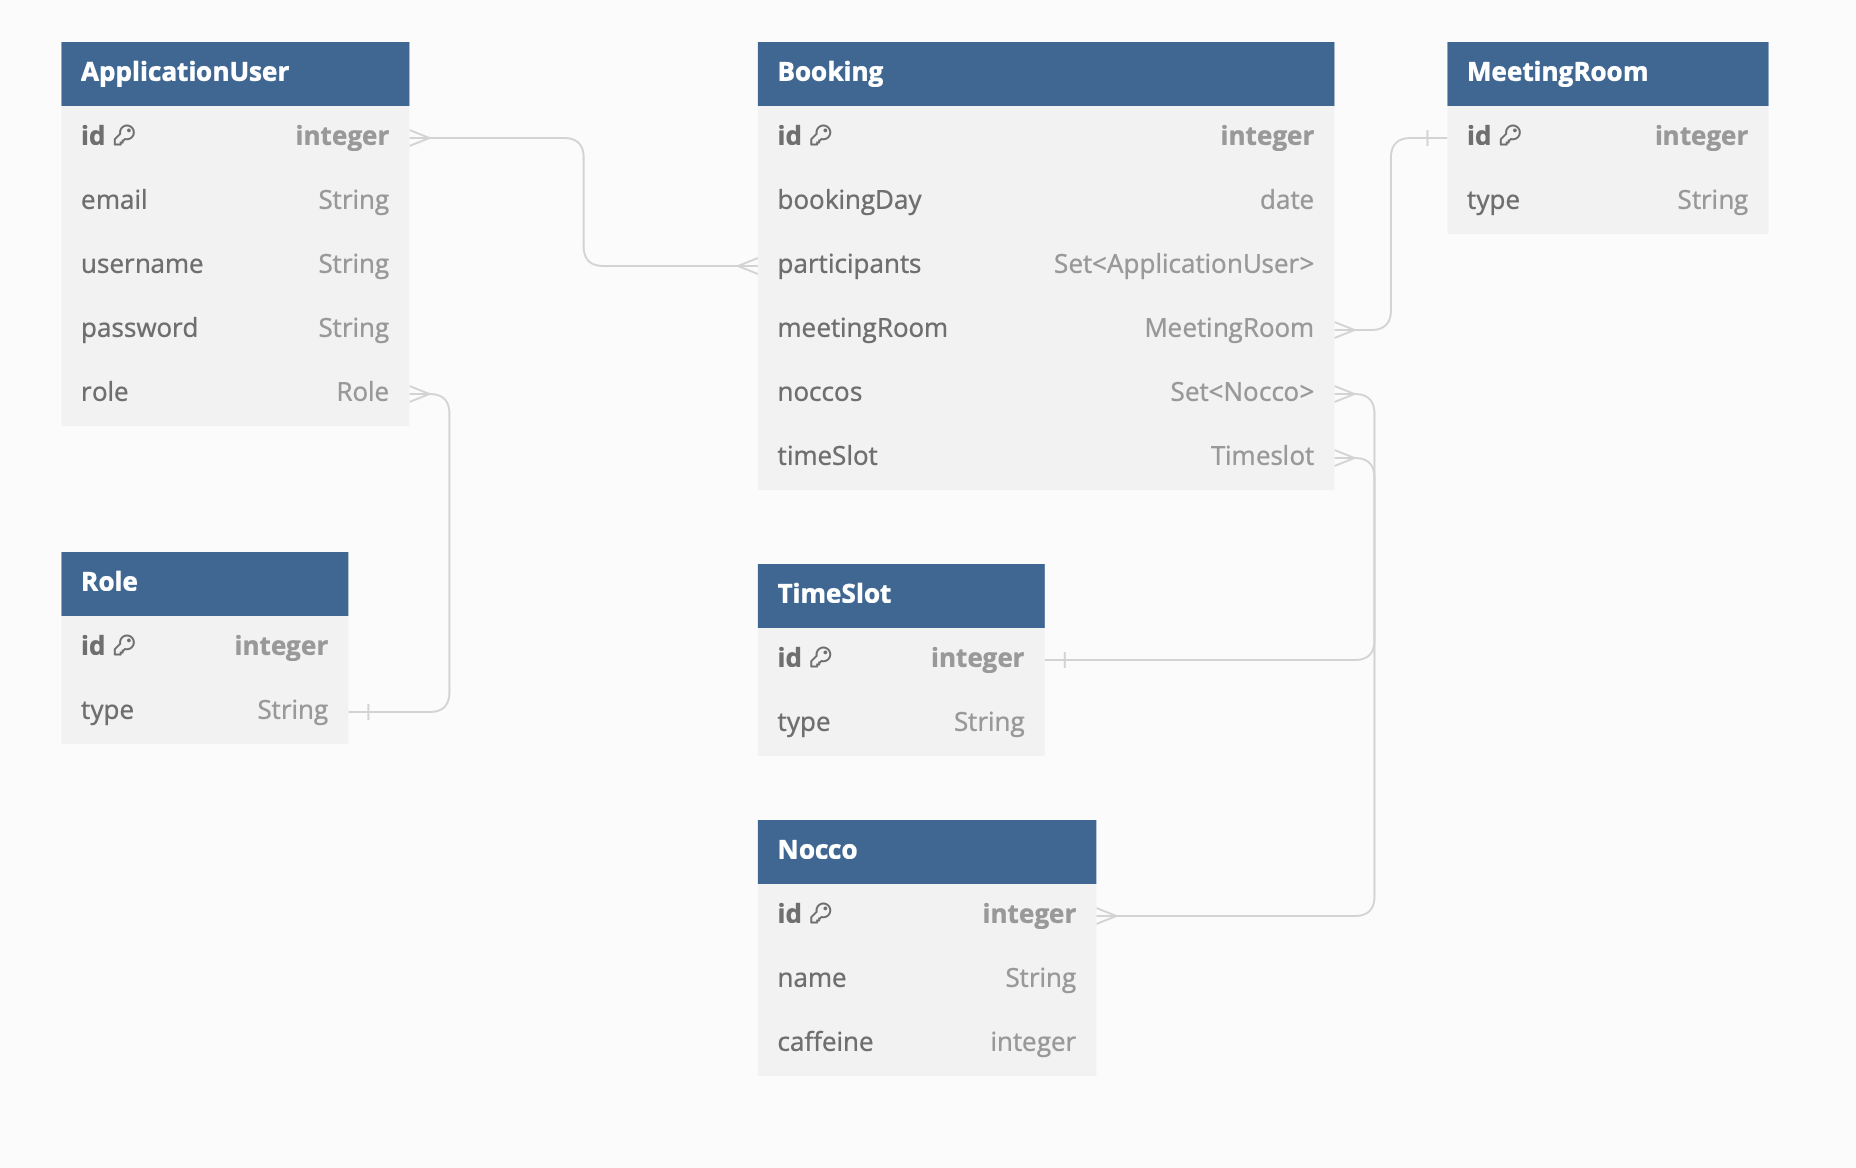 ApplicationUser
id integer
email String
username String
password String
role Role
Booking
id integer
bookingDay date
participants Set<ApplicationUser>
meetingRoom MeetingRoom
noccos Set<Nocco>
timeSlot Timeslot
MeetingRoom
id integer
type String
Role
id integer
type String
TimeSlot
id integer
type String
Nocco
id integer
name String
caffeine integer